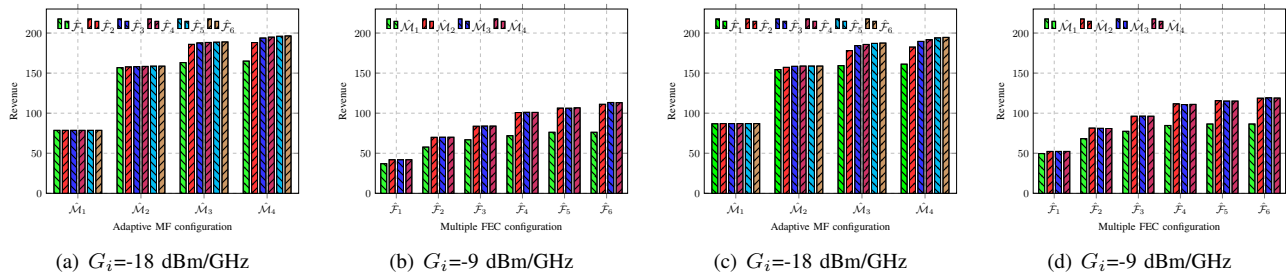 F̂₁ F̂₂ F̂₃ F̂₄ F̂₅ F̂₆
200
150
100
50
0
Revenue
M̂₁ M̂₂ M̂₃ M̂₄
Adaptive MF configuration
(a) Gᵢ=-18 dBm/GHz
M̂₁ M̂₂ M̂₃ M̂₄
200
150
100
50
0
Revenue
F̂₁ F̂₂ F̂₃ F̂₄ F̂₅ F̂₆
Multiple FEC configuration
(b) Gᵢ=-9 dBm/GHz
F̂₁ F̂₂ F̂₃ F̂₄ F̂₅ F̂₆
200
150
100
50
0
Revenue
M̂₁ M̂₂ M̂₃ M̂₄
Adaptive MF configuration
(c) Gᵢ=-18 dBm/GHz
M̂₁ M̂₂ M̂₃ M̂₄
200
150
100
50
0
Revenue
F̂₁ F̂₂ F̂₃ F̂₄ F̂₅ F̂₆
Multiple FEC configuration
(d) Gᵢ=-9 dBm/GHz